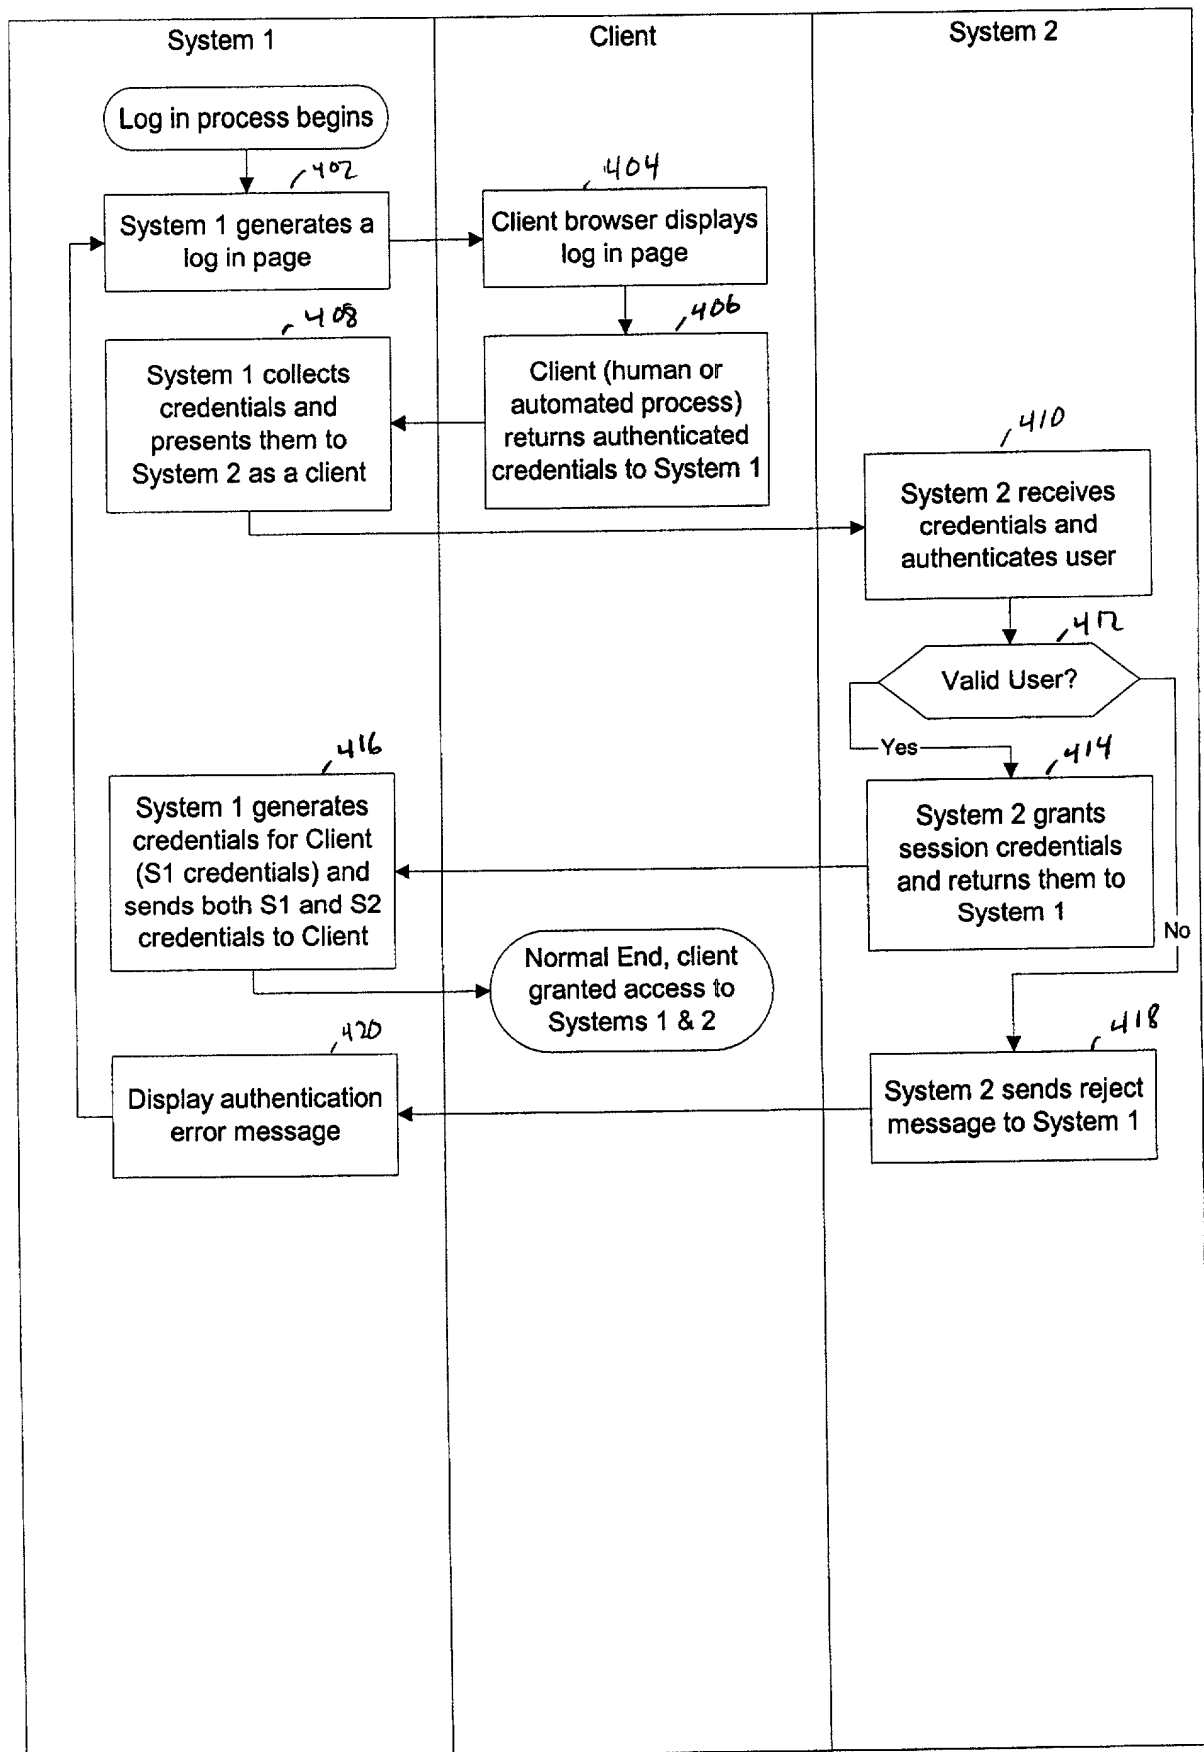 System 1
Client
System 2
Log in process begins
402
System 1 generates a
log in page
404
Client browser displays
log in page
406
Client (human or
automated process)
returns authenticated
credentials to System 1
408
System 1 collects
credentials and
presents them to
System 2 as a client
410
System 2 receives
credentials and
authenticates user
412
Valid User?
Yes
No
414
System 2 grants
session credentials
and returns them to
System 1
416
System 1 generates
credentials for Client
(S1 credentials) and
sends both S1 and S2
credentials to Client
Normal End, client
granted access to
Systems 1 & 2
418
System 2 sends reject
message to System 1
420
Display authentication
error message